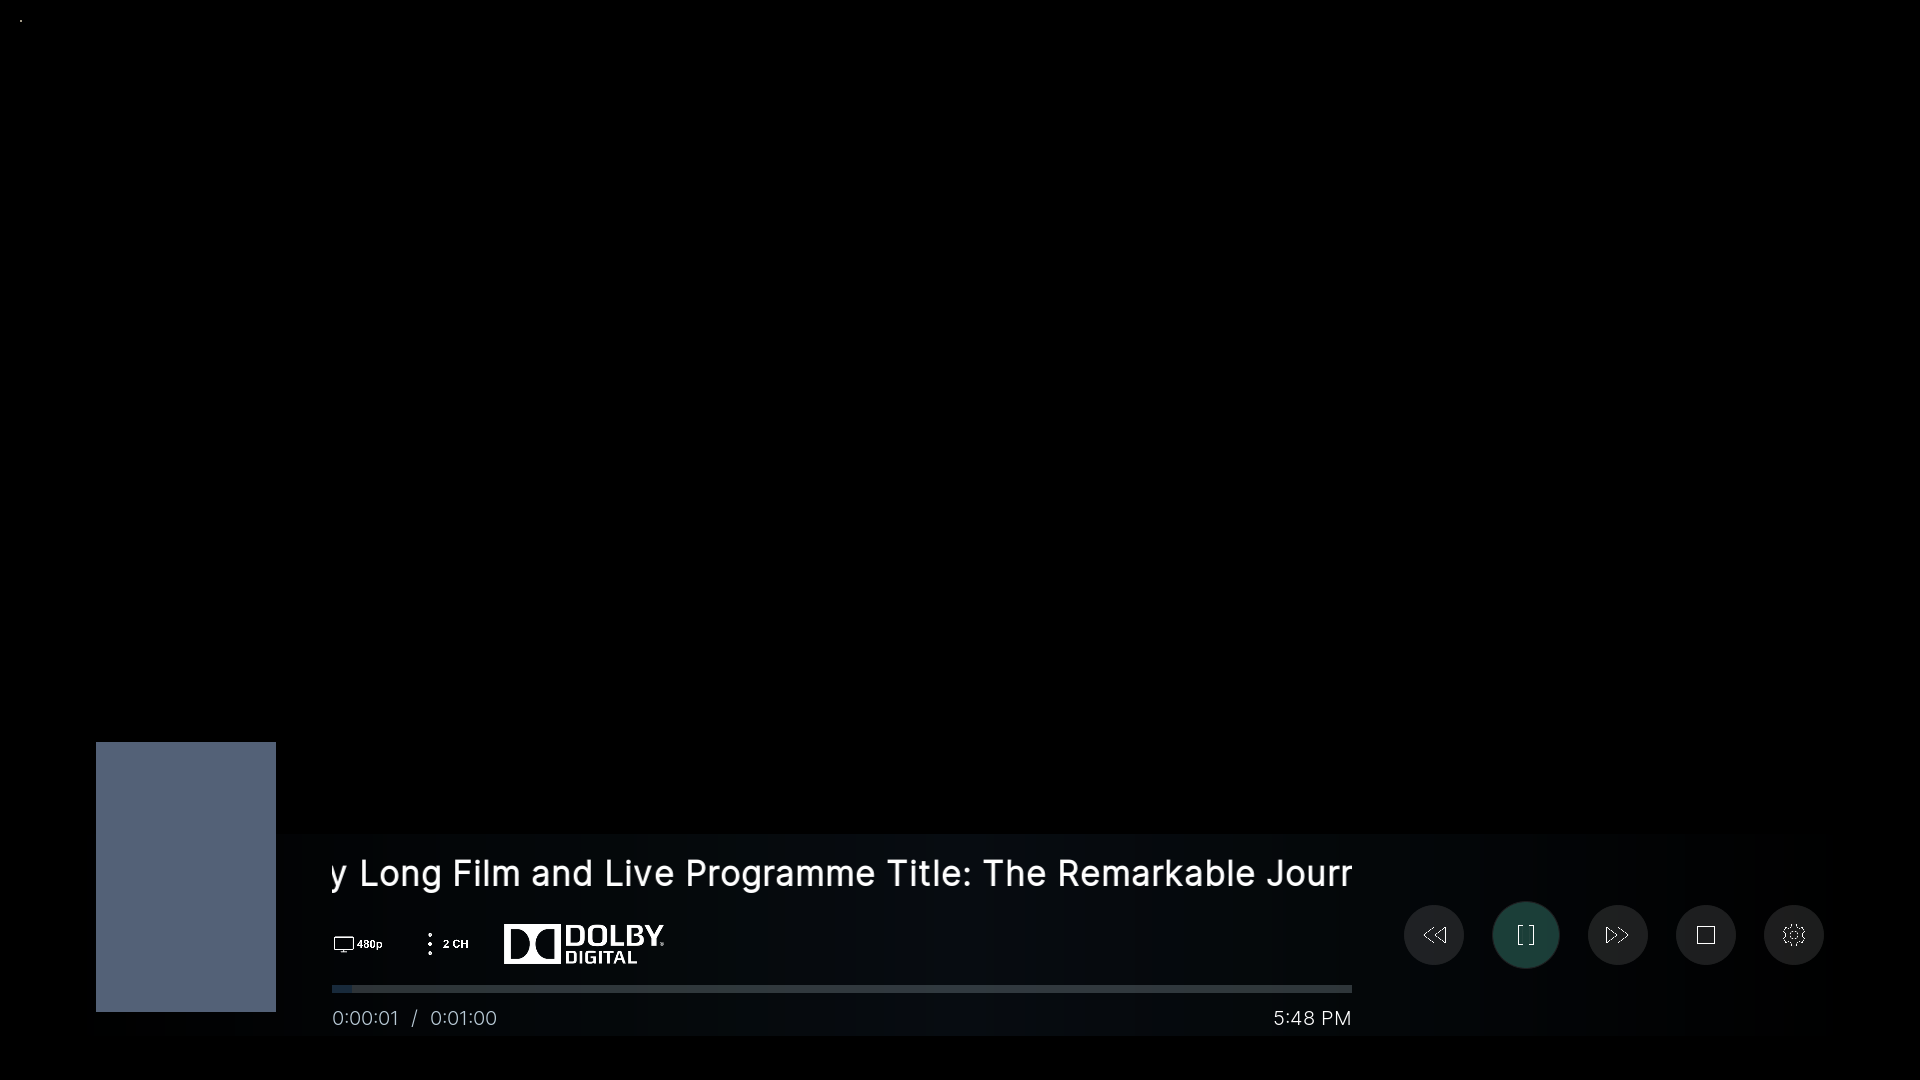 y Long Film and Live Programme Title: The Remarkable Jour
480p 2 CH DOLBY DIGITAL
0:00:01 / 0:01:00 5:48 PM